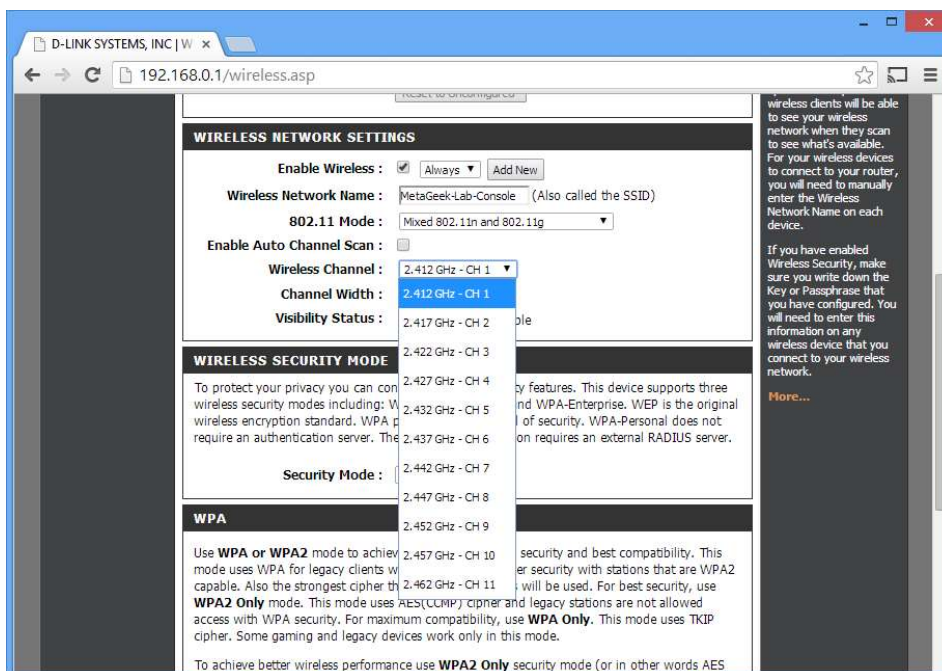 D-LINK SYSTEMS, INC | W
192.168.0.1/wireless.asp
Reset to Unconfigured
WIRELESS NETWORK SETTINGS
Enable Wireless : Always Add New
Wireless Network Name : MetaGeek-Lab-Console (Also called the SSID)
802.11 Mode : Mixed 802.11n and 802.11g
Enable Auto Channel Scan :
Wireless Channel : 2.412 GHz - CH 1
Channel Width : 2.412 GHz - CH 1
Visibility Status : ble
2.417 GHz - CH 2
2.422 GHz - CH 3
2.427 GHz - CH 4
2.432 GHz - CH 5
2.437 GHz - CH 6
2.442 GHz - CH 7
2.447 GHz - CH 8
2.452 GHz - CH 9
2.457 GHz - CH 10
2.462 GHz - CH 11
WIRELESS SECURITY MODE
To protect your privacy you can con ty features. This device supports three
wireless security modes including: W nd WPA-Enterprise. WEP is the original
wireless encryption standard. WPA p l of security. WPA-Personal does not
require an authentication server. The on requires an external RADIUS server.
Security Mode :
WPA
Use WPA or WPA2 mode to achiev security and best compatibility. This
mode uses WPA for legacy clients w er security with stations that are WPA2
capable. Also the strongest cipher th will be used. For best security, use
WPA2 Only mode. This mode uses AES(CCMP) cipher and legacy stations are not allowed
access with WPA security. For maximum compatibility, use WPA Only. This mode uses TKIP
cipher. Some gaming and legacy devices work only in this mode.
To achieve better wireless performance use WPA2 Only security mode (or in other words AES
wireless clients will be able
to see your wireless
network when they scan
to see what's available.
For your wireless devices
to connect to your router,
you will need to manually
enter the Wireless
Network Name on each
device.
If you have enabled
Wireless Security, make
sure you write down the
Key or Passphrase that
you have configured. You
will need to enter this
information on any
wireless device that you
connect to your wireless
network.
More...